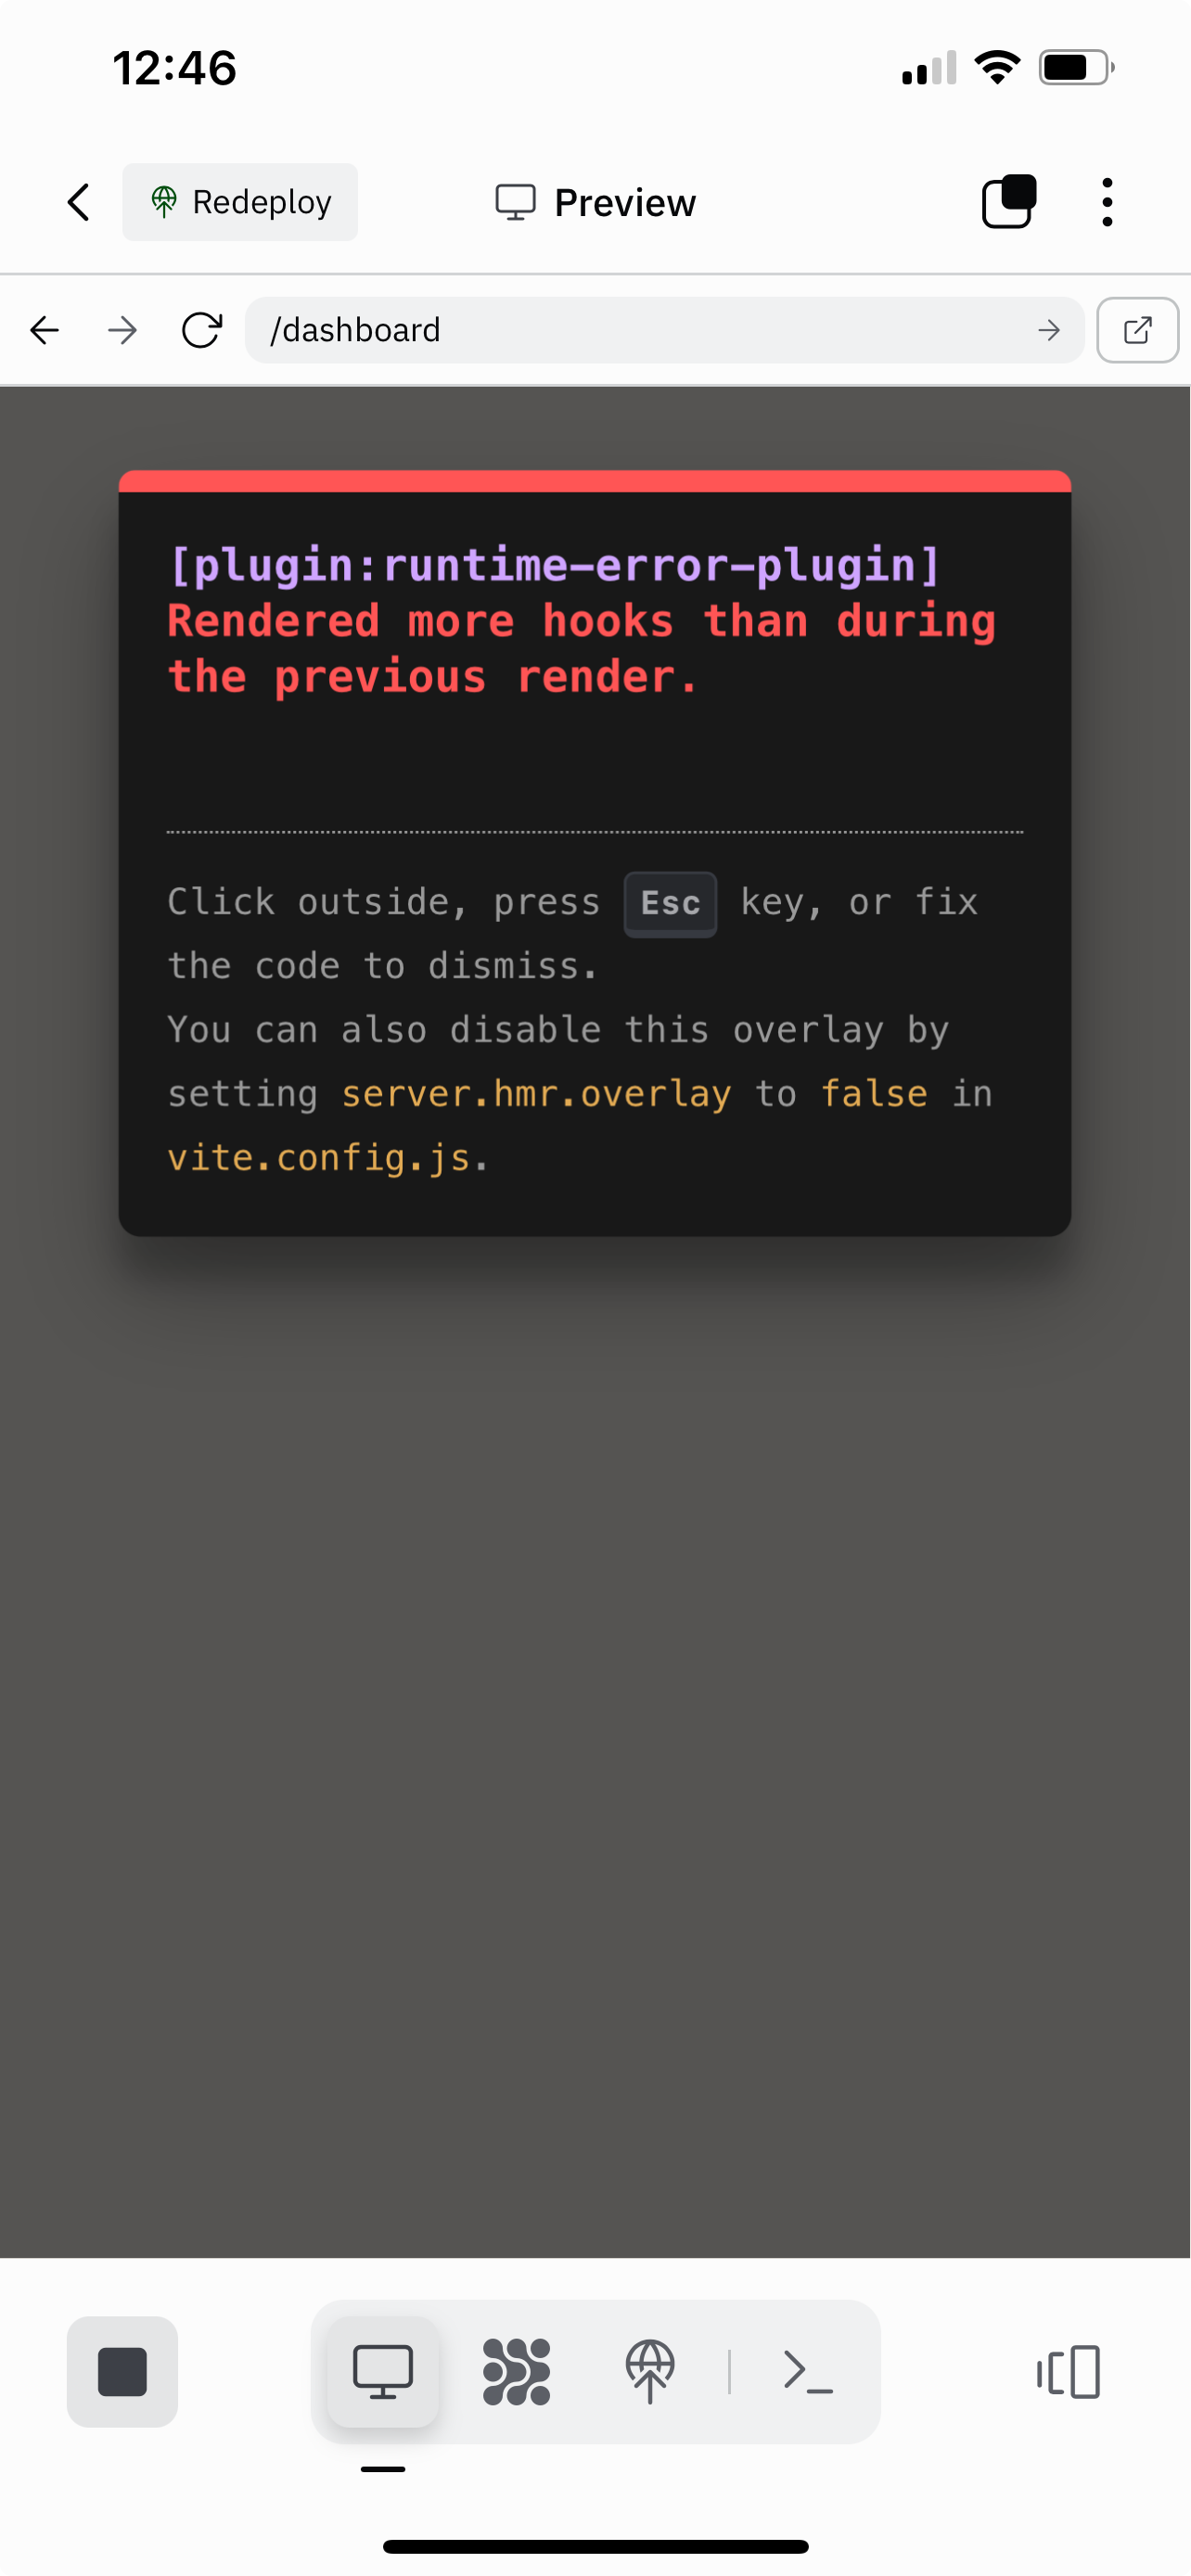 12:46
Redeploy
Preview
/dashboard
[plugin:runtime-error-plugin]
Rendered more hooks than during
the previous render.
Click outside, press Esc key, or fix
the code to dismiss.
You can also disable this overlay by
setting server.hmr.overlay to false in
vite.config.js.